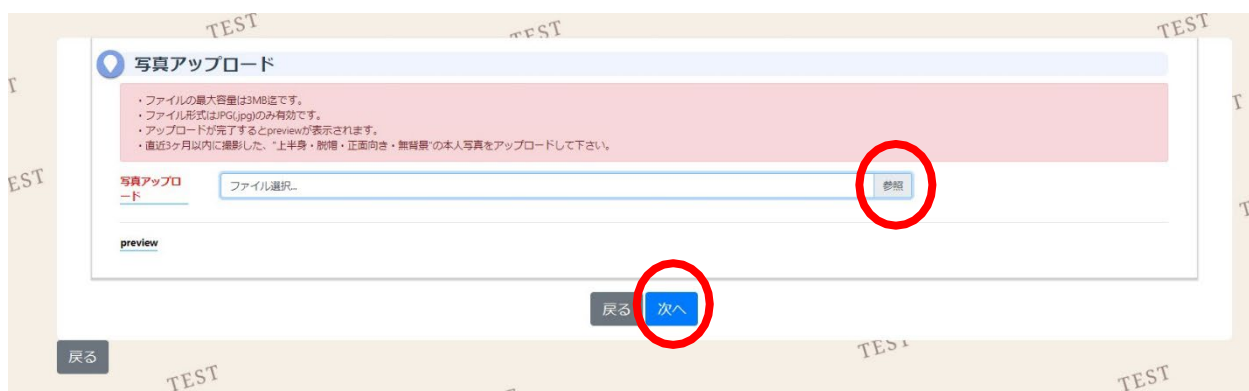 TEST
TEST
TEST
写真アップロード
・ファイルの最大容量は3MB迄です。
・ファイル形式はJPG(.jpg)のみ有効です。
・アップロードが完了するとpreviewが表示されます。
・直近3ヶ月以内に撮影した、"上半身・脱帽・正面向き・無背景"の本人写真をアップロードして下さい。
写真アップロ
ード
ファイル選択...
参照
preview
戻る
次へ
戻る
TEST
TEST
TEST